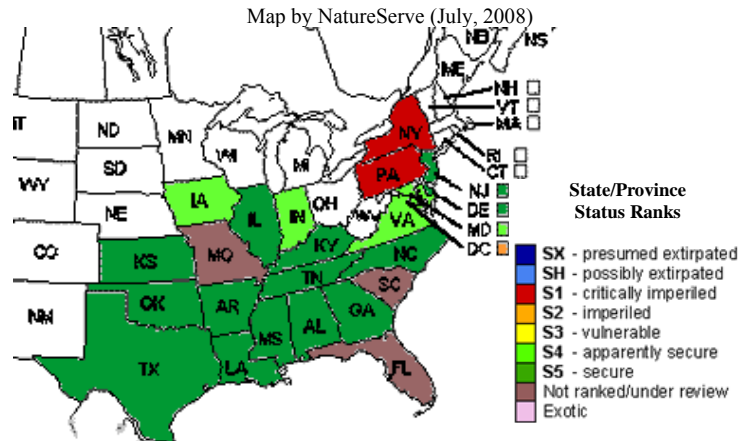 Map by NatureServe (July, 2008)
NB
NS
ME
NH
VT
MA
RI
CT
NJ
DE
MD
DC
MT
ND
MN
SD
WI
MI
NY
WY
NE
IA
IL
IN
OH
PA
WV
VA
CO
KS
MO
KY
NC
TN
SC
NM
OK
AR
MS
AL
GA
TX
LA
FL
State/Province
Status Ranks
SX - presumed extirpated
SH - possibly extirpated
S1 - critically imperiled
S2 - imperiled
S3 - vulnerable
S4 - apparently secure
S5 - secure
Not ranked/under review
Exotic